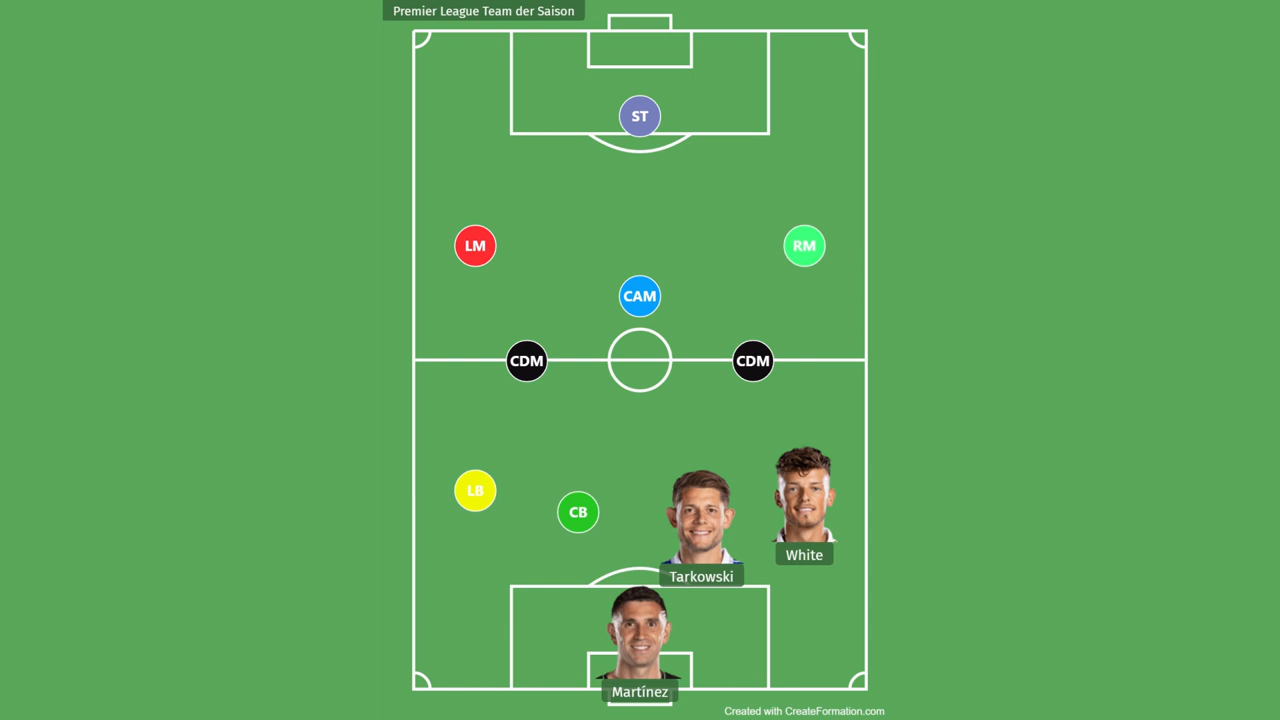 Premier League Team der Saison
ST
LM
RM
CAM
CDM
CDM
LB
CB
White
Tarkowski
Martínez
Created with CreateFormation.com